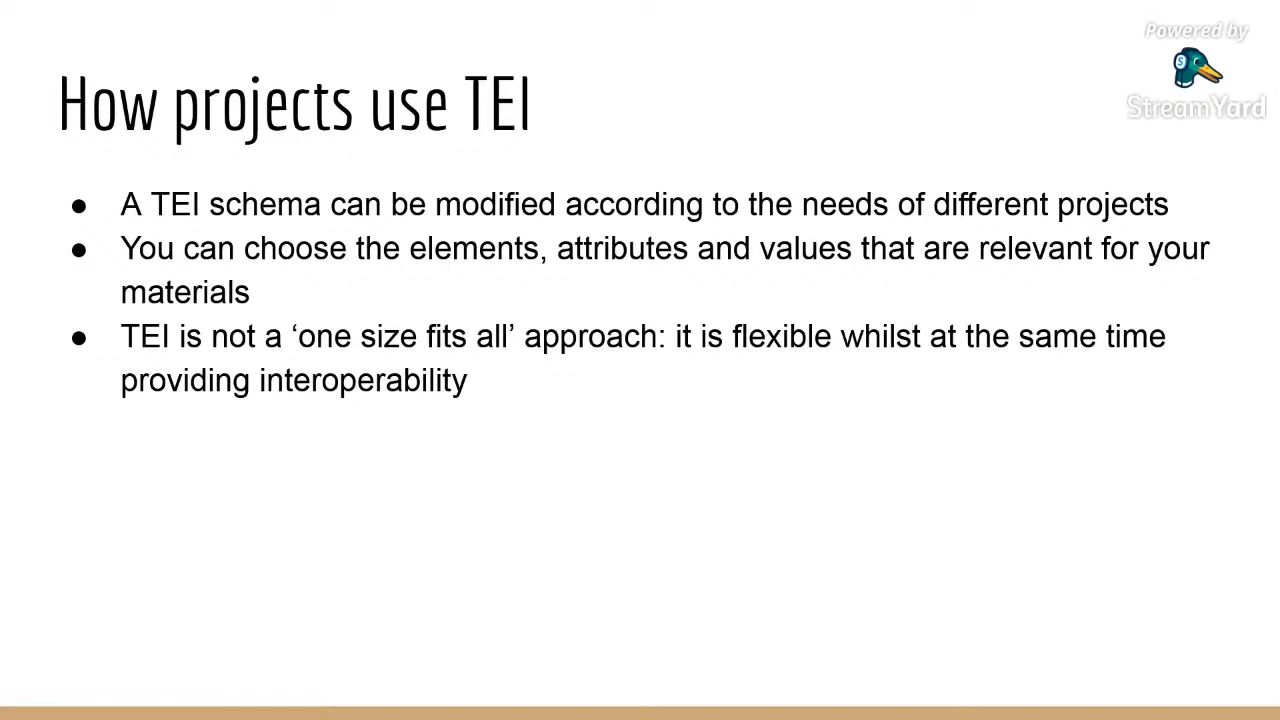 Powered by
StreamYard
How projects use TEI
● A TEI schema can be modified according to the needs of different projects
● You can choose the elements, attributes and values that are relevant for your
materials
● TEI is not a ‘one size fits all’ approach: it is flexible whilst at the same time
providing interoperability